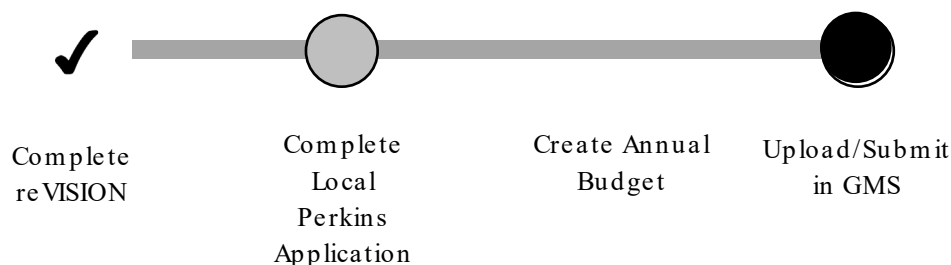 Complete
reVISION
Complete
Local
Perkins
Application
Create Annual
Budget
Upload/Submit
in GMS